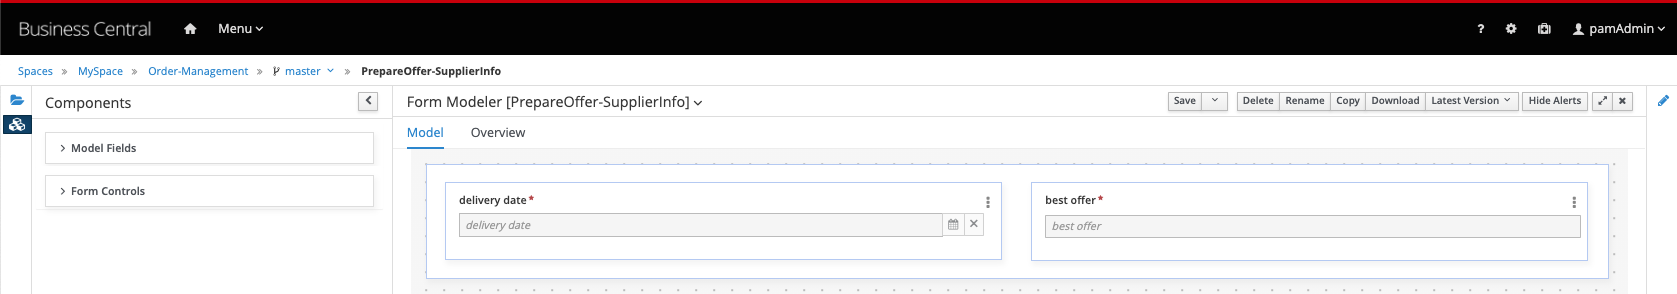 Business Central Menu ? pamAdmin
Spaces » MySpace » Order-Management » master » PrepareOffer-SupplierInfo
Components
Model Fields
Form Controls
Form Modeler [PrepareOffer-SupplierInfo] Save Delete Rename Copy Download Latest Version Hide Alerts
Model Overview
delivery date* best offer*
delivery date best offer